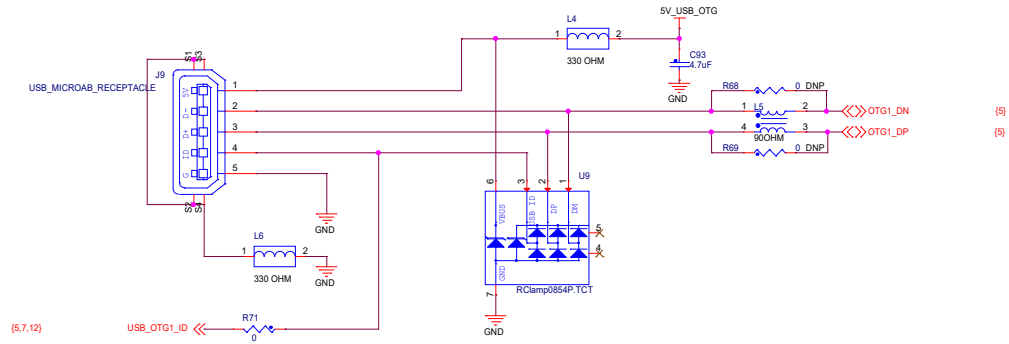 5V_USB_OTG
L4
1 2
330 OHM
C93
4.7uF
GND
S1
S3
J9
USB_MICROAB_RECEPTACLE
5V
1
D-
2
D+
3
ID
4
G
5
S2
S4
GND
R68
0 DNP
1 L5 2
4 3
90OHM
R69
0 DNP
OTG1_DN {5}
OTG1_DP {5}
U9
6
3
2
1
VBUS
USB ID
DP
DM
5
4
GND
RClamp0854P.TCT
7
GND
L6
1 2
330 OHM
GND
{5,7,12} USB_OTG1_ID
R71
0